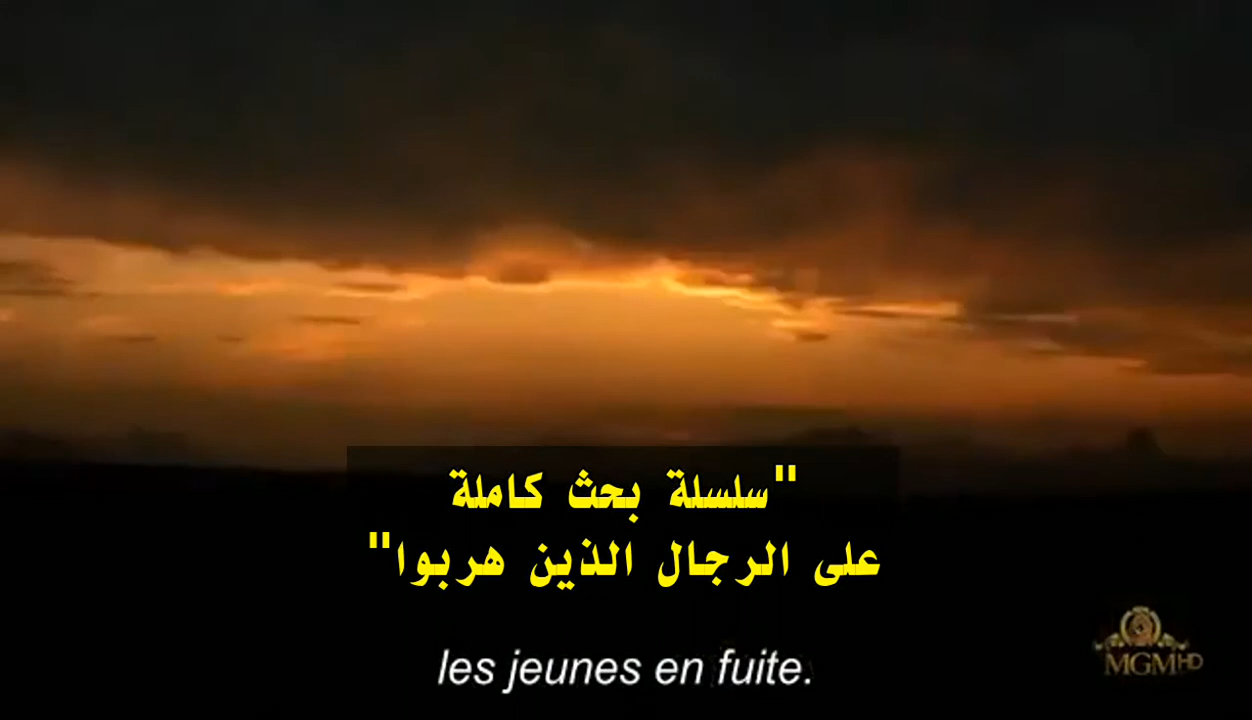 "سلسلة بحث كاملة
على الرجال الذين هربوا"
les jeunes en fuite.
MGM HD